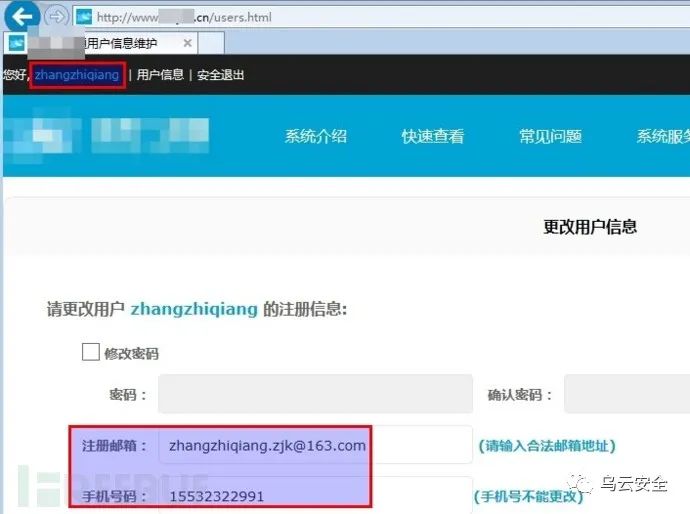 http://www. .cn/users.html
用户信息维护 ×
您好, zhangzhiqiang | 用户信息 | 安全退出
系统介绍 快速查看 常见问题 系统服务
更改用户信息
请更改用户 zhangzhiqiang 的注册信息:
修改密码
密码： 确认密码：
注册邮箱： zhangzhiqiang.zjk@163.com (请输入合法邮箱地址)
手机号码： 15532322991 (手机号不能更改)
REEBUF
乌云安全